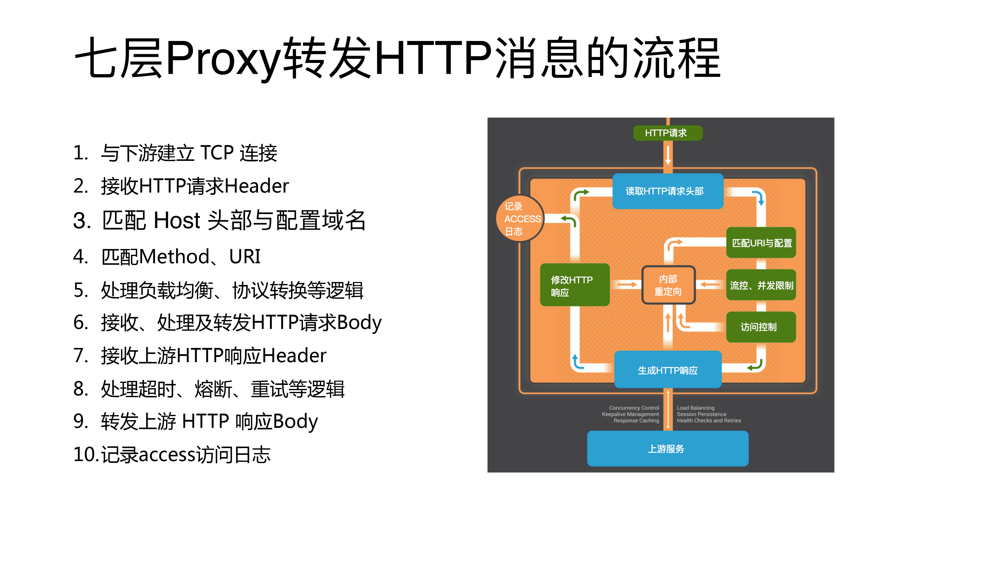 七层Proxy转发HTTP消息的流程
1. 与下游建立 TCP 连接
2. 接收HTTP请求Header
3. 匹配 Host 头部与配置域名
4. 匹配Method、URI
5. 处理负载均衡、协议转换等逻辑
6. 接收、处理及转发HTTP请求Body
7. 接收上游HTTP响应Header
8. 处理超时、熔断、重试等逻辑
9. 转发上游 HTTP 响应Body
10.记录access访问日志
HTTP请求
读取HTTP请求头部
记录
ACCESS
日志
匹配URI与配置
修改HTTP
响应
内部
重定向
流控、并发限制
访问控制
生成HTTP响应
Concurrency Control
Keepalive Management
Response Caching
Load Balancing
Session Persistence
Health Checks and Retries
上游服务